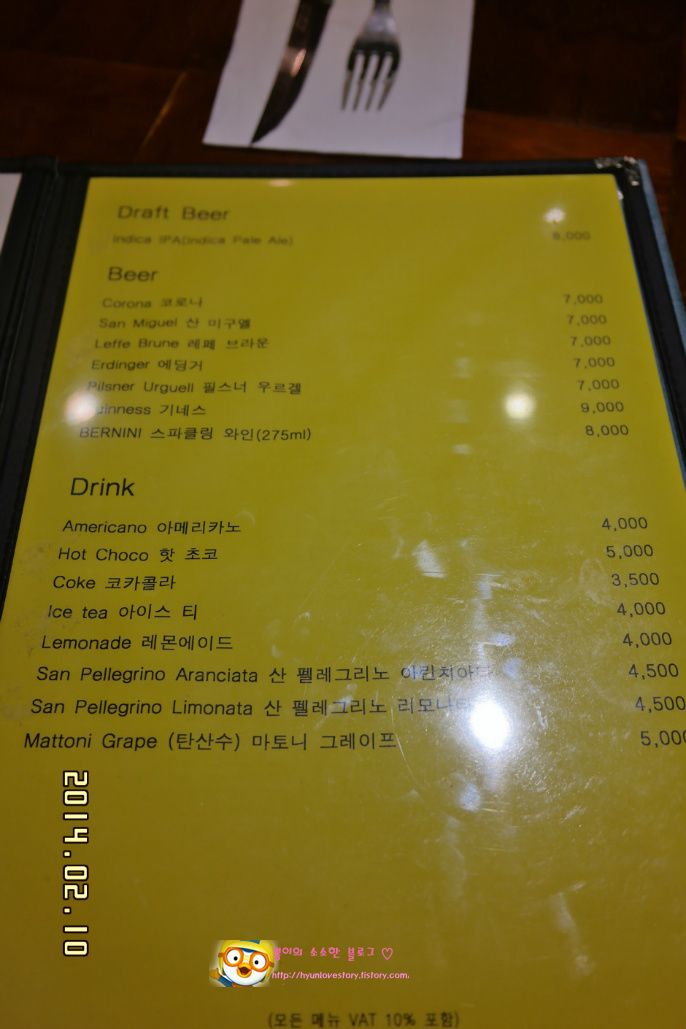 Draft Beer
Indica IPA(Indica Pale Ale) 8,000
Beer
Corona 코로나 7,000
San Miguel 산 미구엘 7,000
Leffe Brune 레페 브라운 7,000
Erdinger 에딩거 7,000
Pilsner Urguell 필스너 우르겔 7,000
Guinness 기네스 9,000
BERNINI 스파클링 와인(275ml) 8,000
Drink
Americano 아메리카노 4,000
Hot Choco 핫 초코 5,000
Coke 코카콜라 3,500
Ice tea 아이스 티 4,000
Lemonade 레몬에이드 4,000
San Pellegrino Aranciata 산 펠레그리노 4,500
San Pellegrino Limonata 산 펠레그리노 4,500
Mattoni Grape (탄산수) 마토니 그레이프 5,000
2014.02.10
소소한 블로그 ♡
http://hyunlovestory.tistory.com.
(모든 메뉴 VAT 10% 포함)